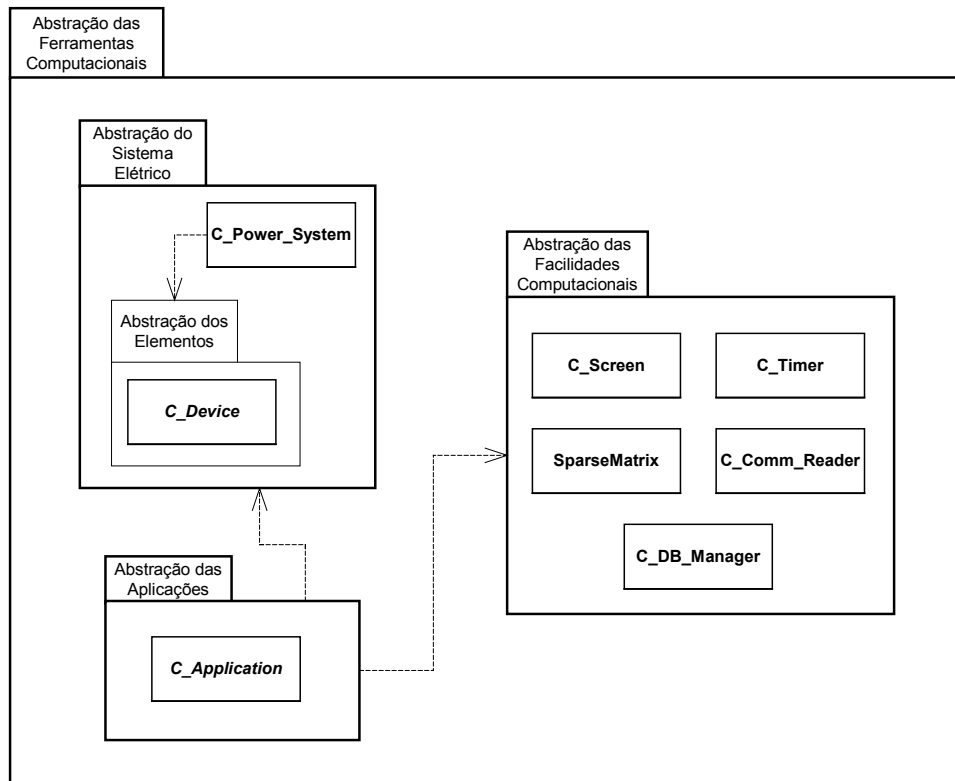 Abstração das
Ferramentas
Computacionais
Abstração do
Sistema
Elétrico
C_Power_System
Abstração dos
Elementos
C_Device
Abstração das
Facilidades
Computacionais
C_Screen
C_Timer
SparseMatrix
C_Comm_Reader
C_DB_Manager
Abstração das
Aplicações
C_Application